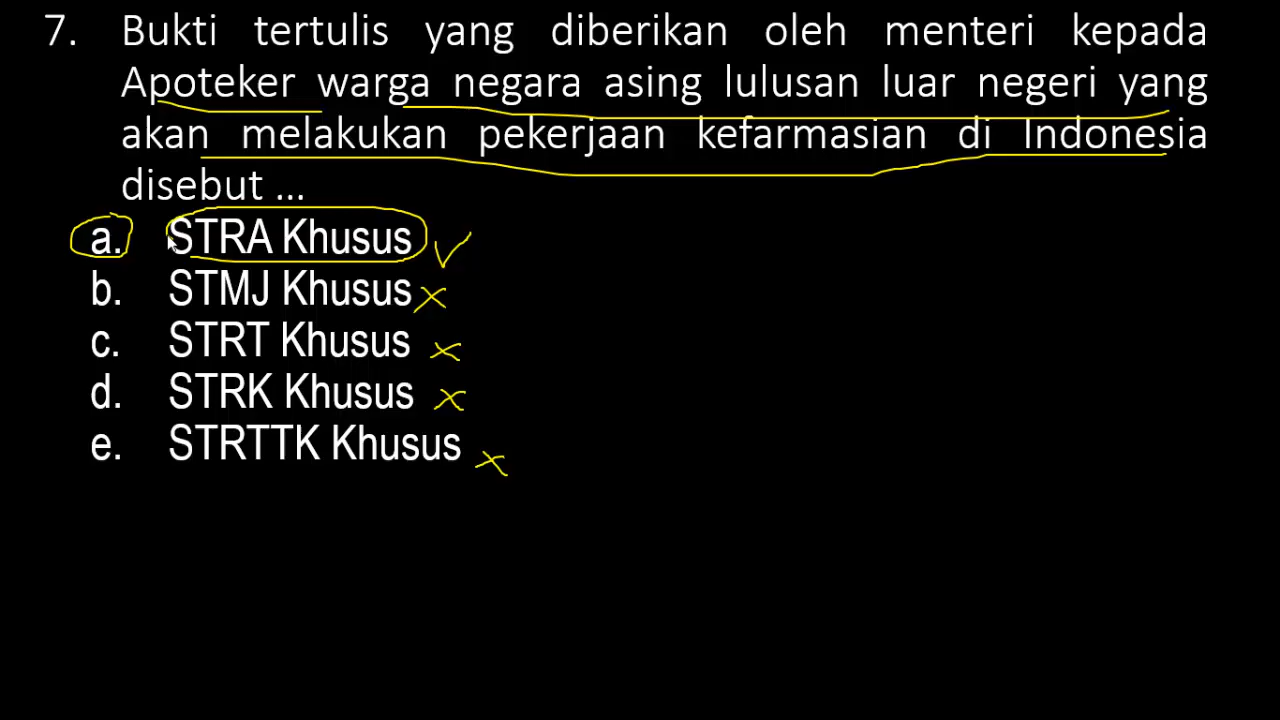 7. Bukti tertulis yang diberikan oleh menteri kepada
Apoteker warga negara asing lulusan luar negeri yang
akan melakukan pekerjaan kefarmasian di Indonesia
disebut ...
a. STRA Khusus
b. STMJ Khusus
c. STRT Khusus
d. STRK Khusus
e. STRTTK Khusus